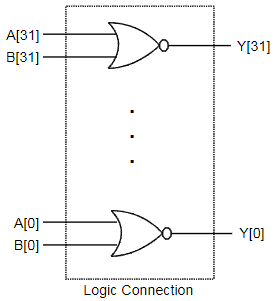 A[31]
B[31]
Y[31]
A[0]
B[0]
Y[0]
Logic Connection